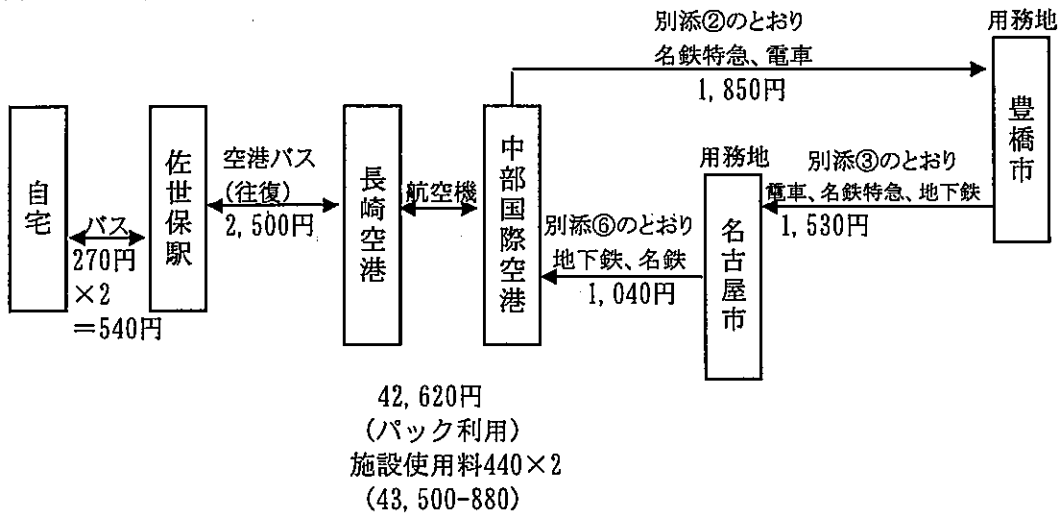 別添②のとおり
名鉄特急、電車
1,850円
用務地
豊橋市
自宅
バス
270円
×2
＝540円
佐世保駅
空港バス
(往復)
2,500円
長崎空港
航空機
中部国際空港
別添⑥のとおり
地下鉄、名鉄
1,040円
用務地
名古屋市
別添③のとおり
電車、名鉄特急、地下鉄
1,530円
42,620円
(パック利用)
施設使用料440×2
(43,500-880)